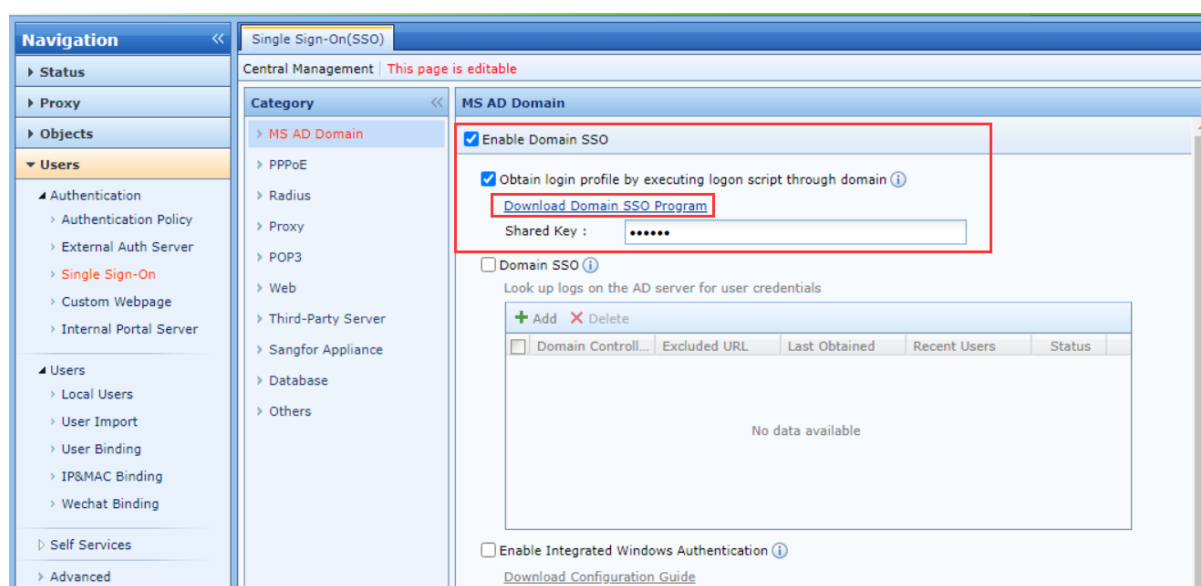 Navigation
Status
Proxy
Objects
Users
Authentication
Authentication Policy
External Auth Server
Single Sign-On
Custom Webpage
Internal Portal Server
Users
Local Users
User Import
User Binding
IP&MAC Binding
Wechat Binding
Self Services
Advanced
Single Sign-On(SSO)
Central Management | This page is editable
Category
MS AD Domain
PPPoE
Radius
Proxy
POP3
Web
Third-Party Server
Sangfor Appliance
Database
Others
MS AD Domain
Enable Domain SSO
Obtain login profile by executing logon script through domain
Download Domain SSO Program
Shared Key : ••••••
Domain SSO
Look up logs on the AD server for user credentials
Add Delete
Domain Controll... Excluded URL Last Obtained Recent Users Status
No data available
Enable Integrated Windows Authentication
Download Configuration Guide